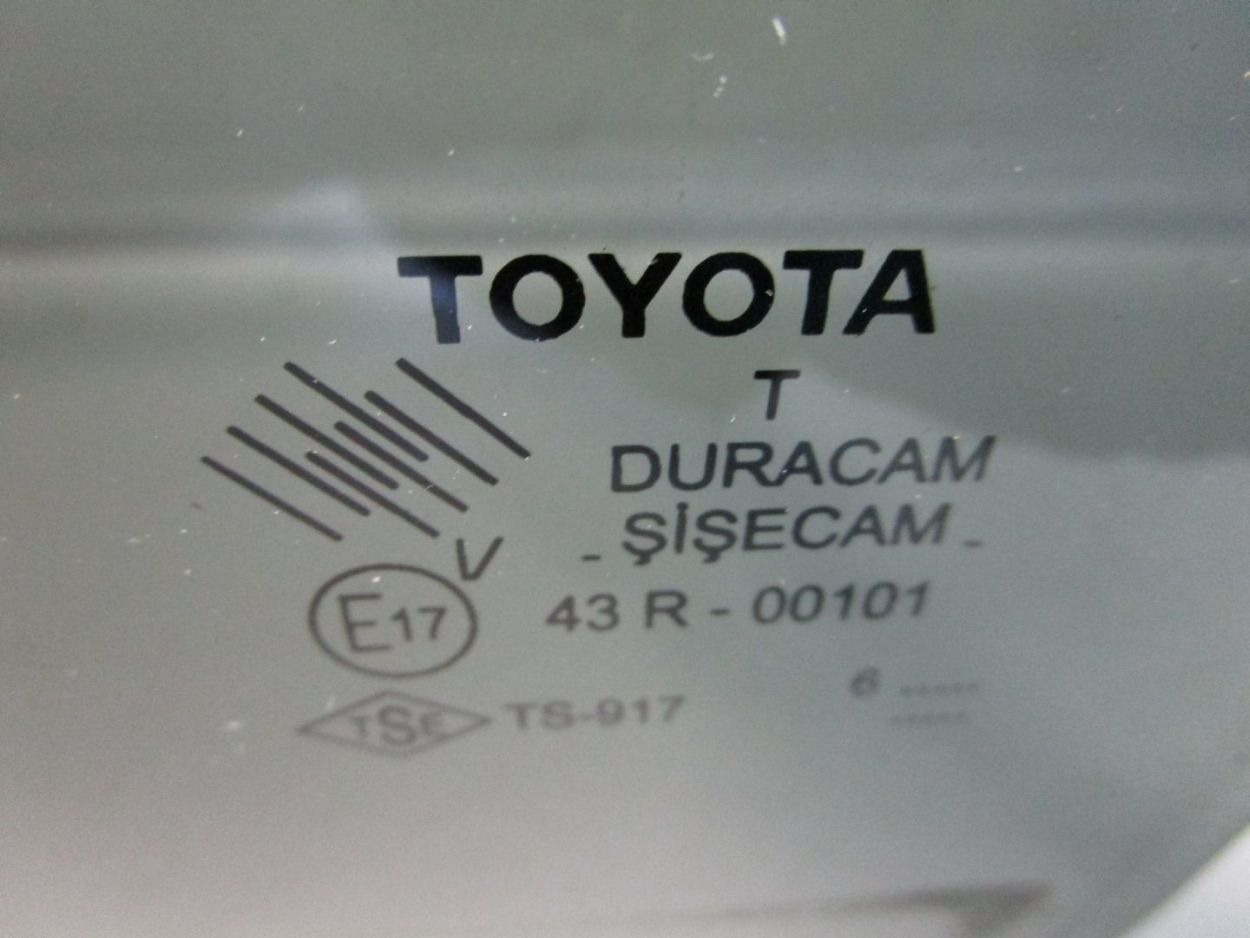 TOYOTA
T
DURACAM
- ŞİŞECAM -
V
E17 43 R - 00101
TSE TS-917 6 .....
.....